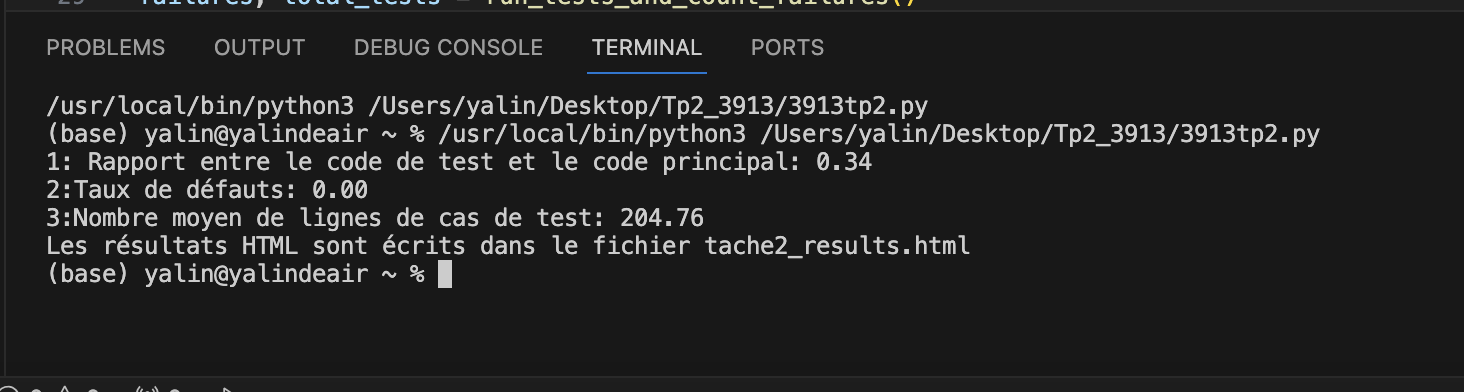 29 failures, total_tests = run_tests_and_count_failures()
PROBLEMS OUTPUT DEBUG CONSOLE TERMINAL PORTS
/usr/local/bin/python3 /Users/yalin/Desktop/Tp2_3913/3913tp2.py
(base) yalin@yalindeair ~ % /usr/local/bin/python3 /Users/yalin/Desktop/Tp2_3913/3913tp2.py
1: Rapport entre le code de test et le code principal: 0.34
2:Taux de défauts: 0.00
3:Nombre moyen de lignes de cas de test: 204.76
Les résultats HTML sont écrits dans le fichier tache2_results.html
(base) yalin@yalindeair ~ %